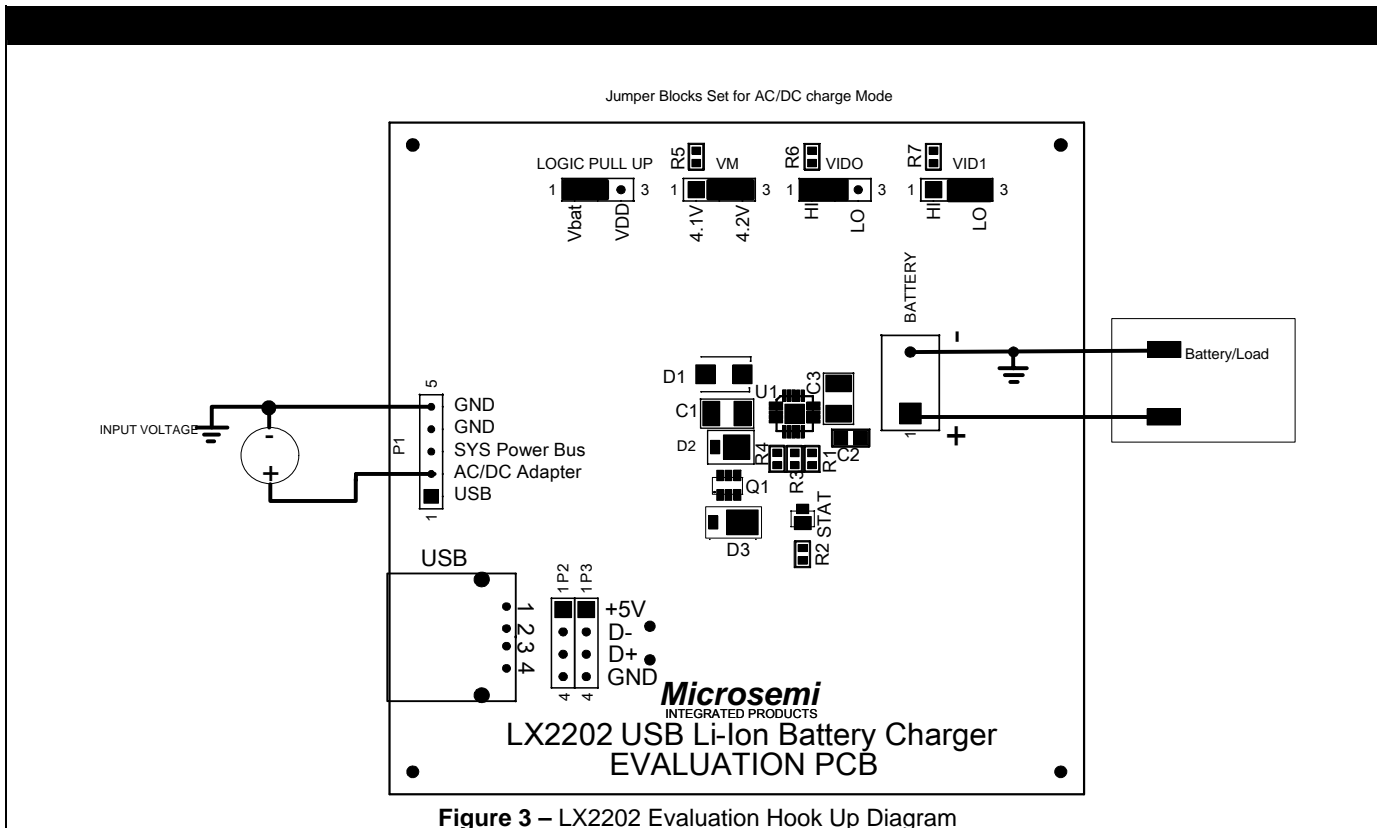 Jumper Blocks Set for AC/DC charge Mode
LOGIC PULL UP
1
3
Vbat
VDD
R5
VM
1
3
4.1V
4.2V
R6
VIDO
1
3
HI
LO
R7
VID1
1
3
HI
LO
BATTERY
-
+
1
Battery/Load
D1
U1
C3
C1
D2
R4
R3
R1
C2
Q1
D3
STAT
R2
INPUT VOLTAGE
-
+
P1
5
GND
GND
SYS Power Bus
AC/DC Adapter
USB
1
USB
1
2
3
4
1 P2
1 P3
4
4
+5V
D-
D+
GND
Microsemi
INTEGRATED PRODUCTS
LX2202 USB Li-Ion Battery Charger
EVALUATION PCB
Figure 3 – LX2202 Evaluation Hook Up Diagram